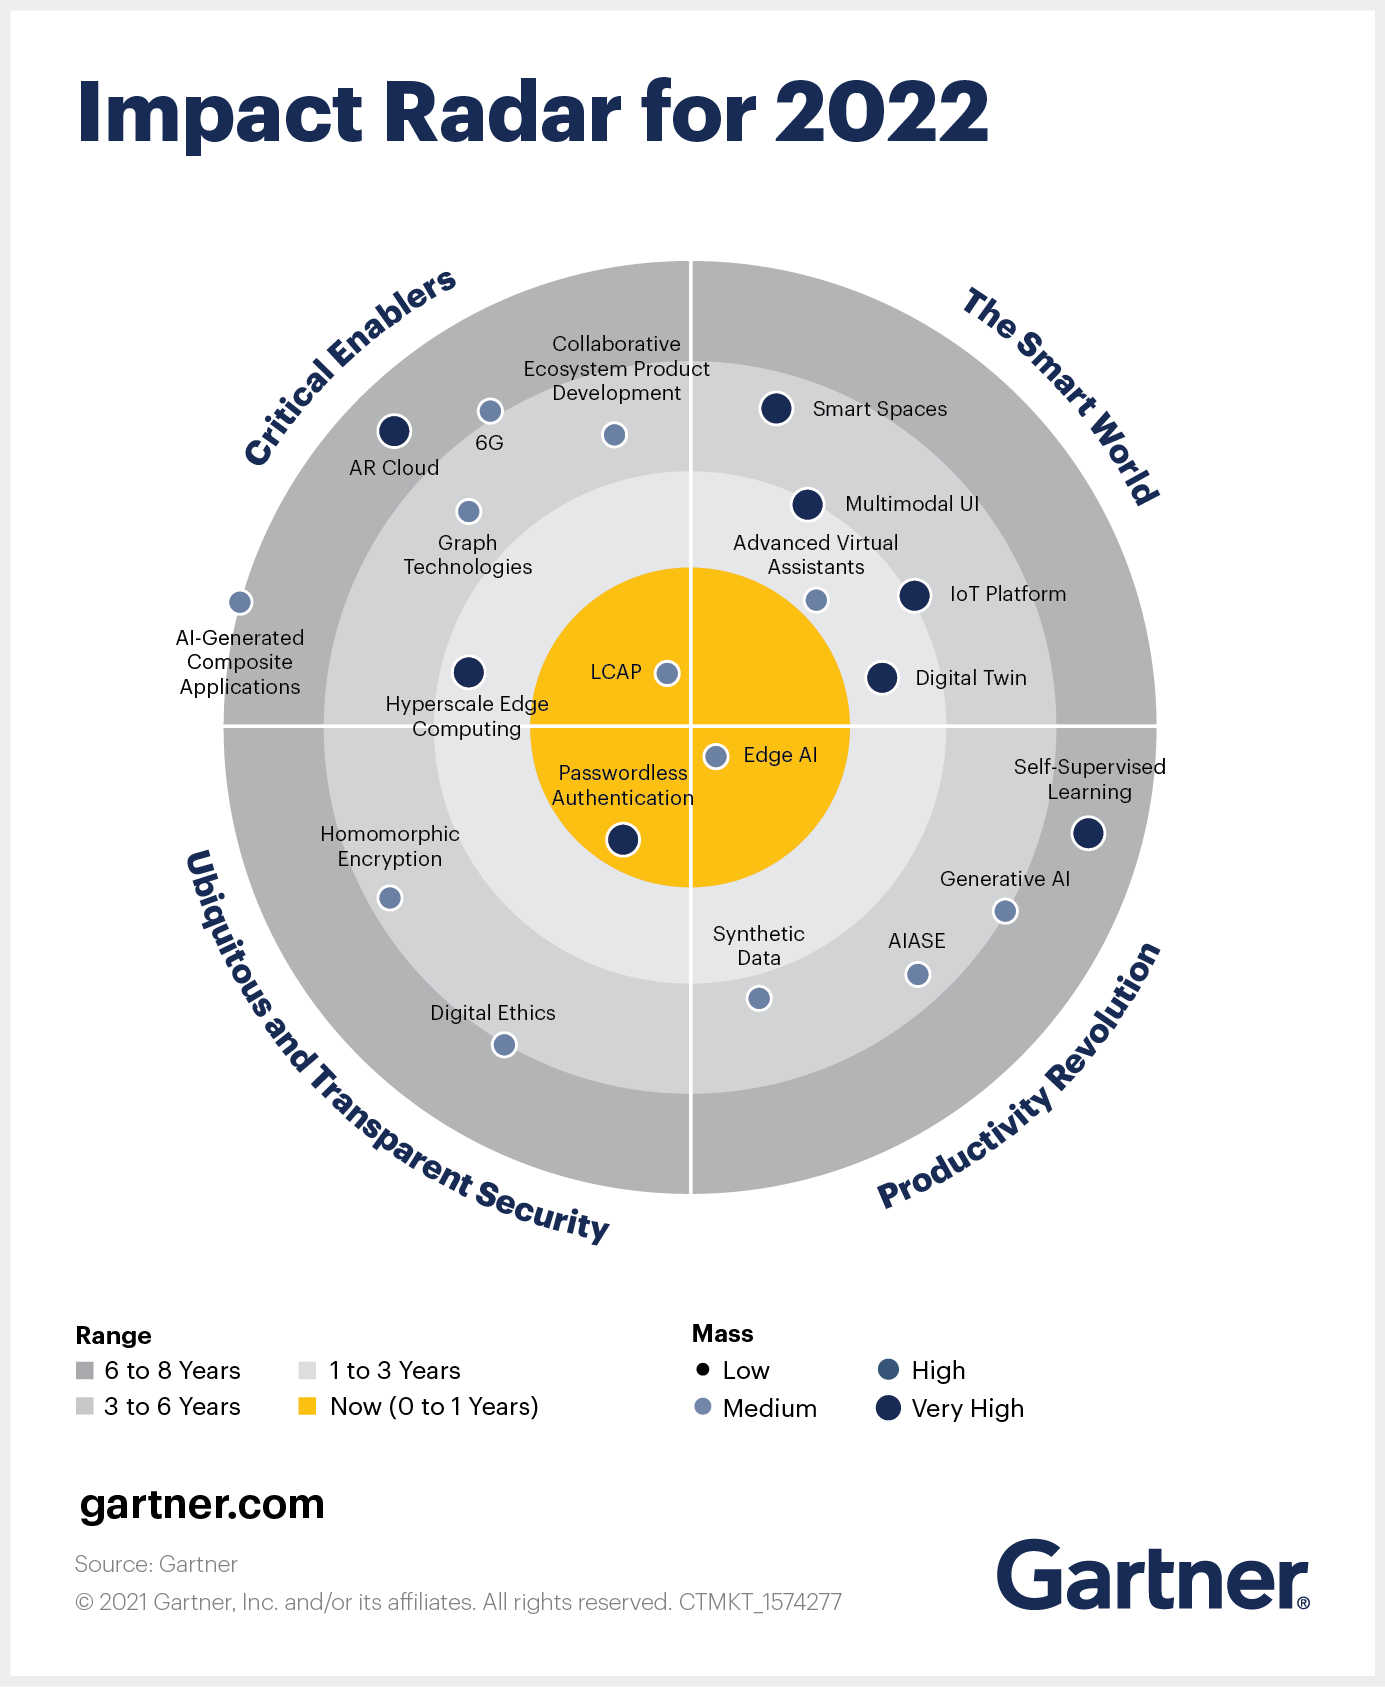 Impact Radar for 2022
Critical Enablers
The Smart World
Collaborative
Ecosystem Product
Development
6G
AR Cloud
Graph
Technologies
AI-Generated
Composite
Applications
Hyperscale Edge
Computing
LCAP
Smart Spaces
Multimodal UI
Advanced Virtual
Assistants
IoT Platform
Digital Twin
Passwordless
Authentication
Homomorphic
Encryption
Digital Ethics
Edge AI
Self-Supervised
Learning
Generative AI
AIASE
Synthetic
Data
Ubiquitous and Transparent Security
Productivity Revolution
Range
6 to 8 Years
1 to 3 Years
3 to 6 Years
Now (0 to 1 Years)
Mass
Low
High
Medium
Very High
gartner.com
Source: Gartner
© 2021 Gartner, Inc. and/or its affiliates. All rights reserved. CTMKT_1574277
Gartner®